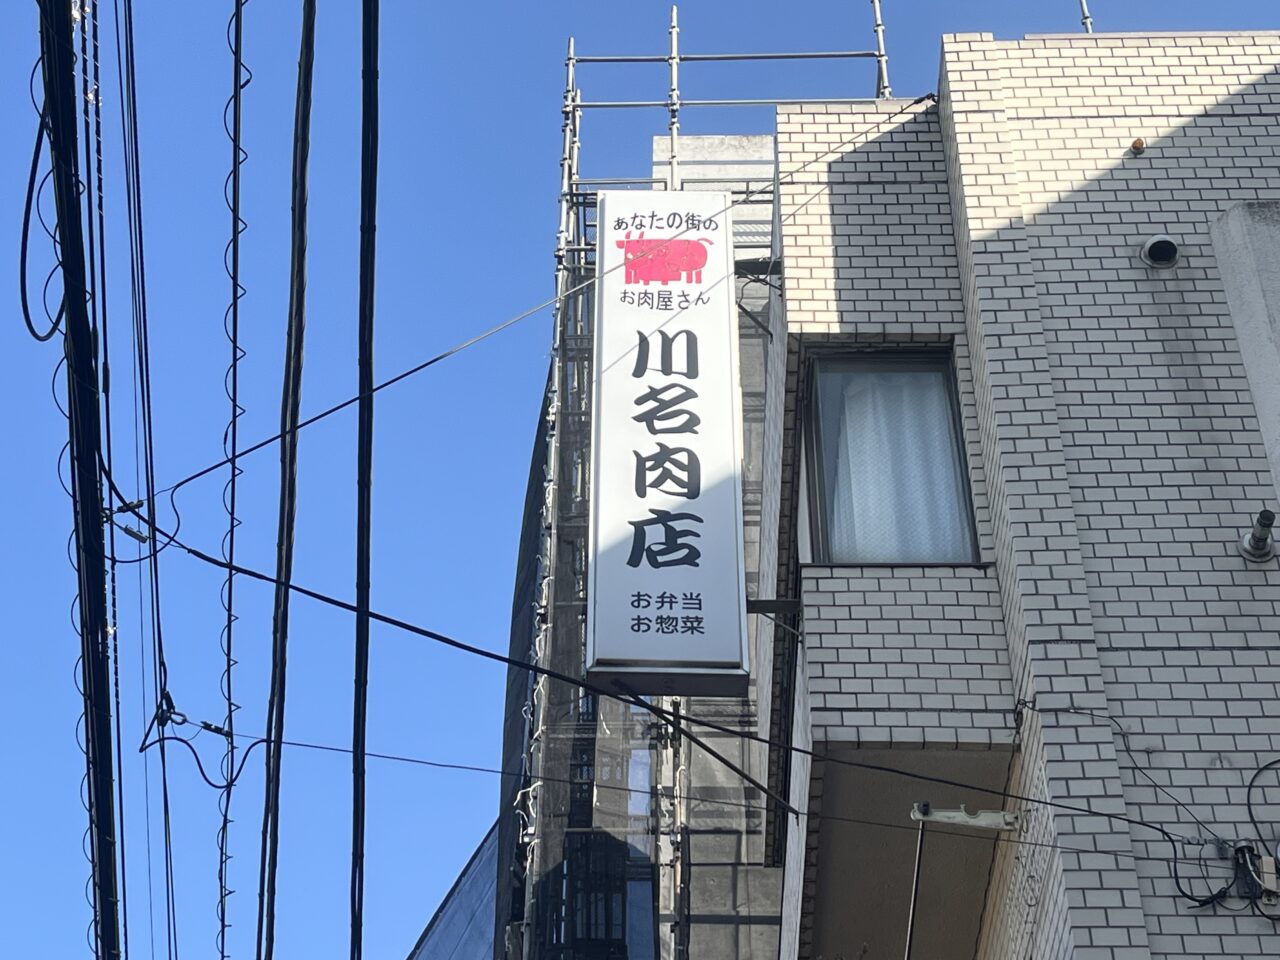 あなたの街の
お肉屋さん
川名肉店
お弁当
お惣菜